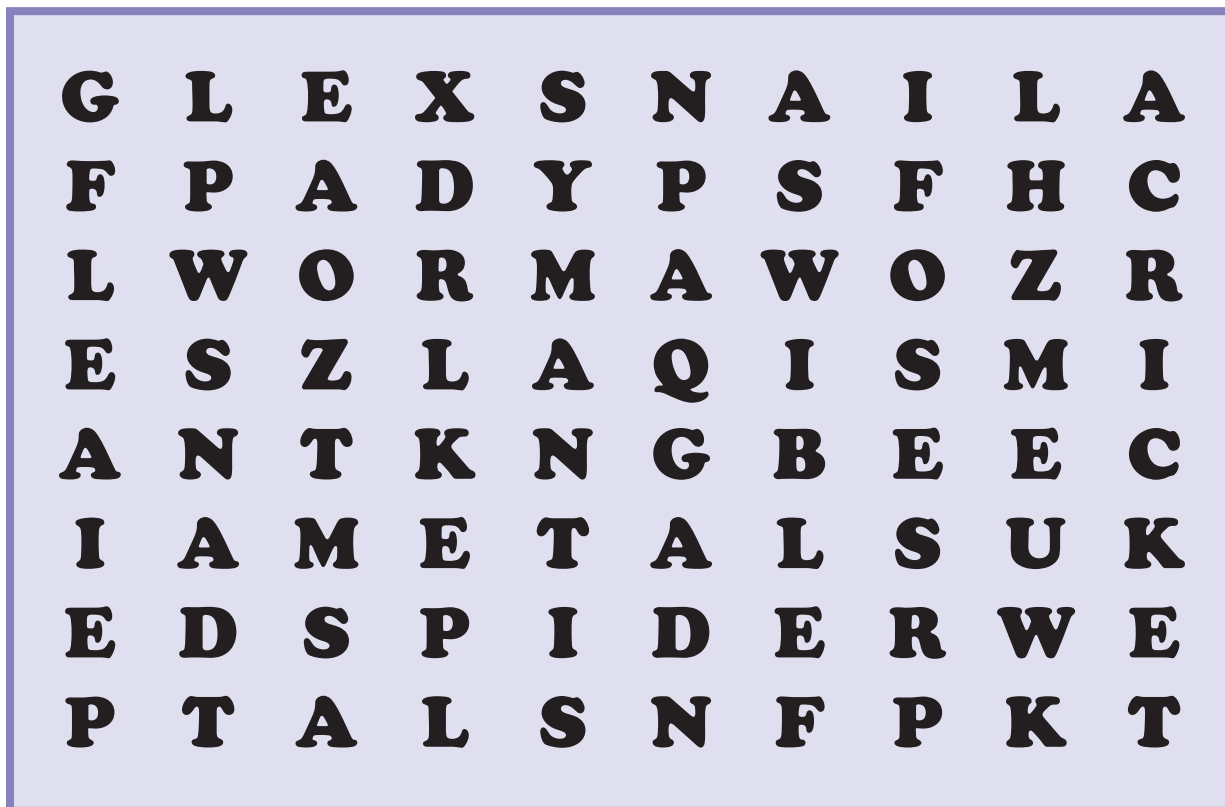 G L E X S N A I L A
F P A D Y P S F H C
L W O R M A W O Z R
E S Z L A Q I S M I
A N T K N G B E E C
I A M E T A L S U K
E D S P I D E R W E
P T A L S N F P K T